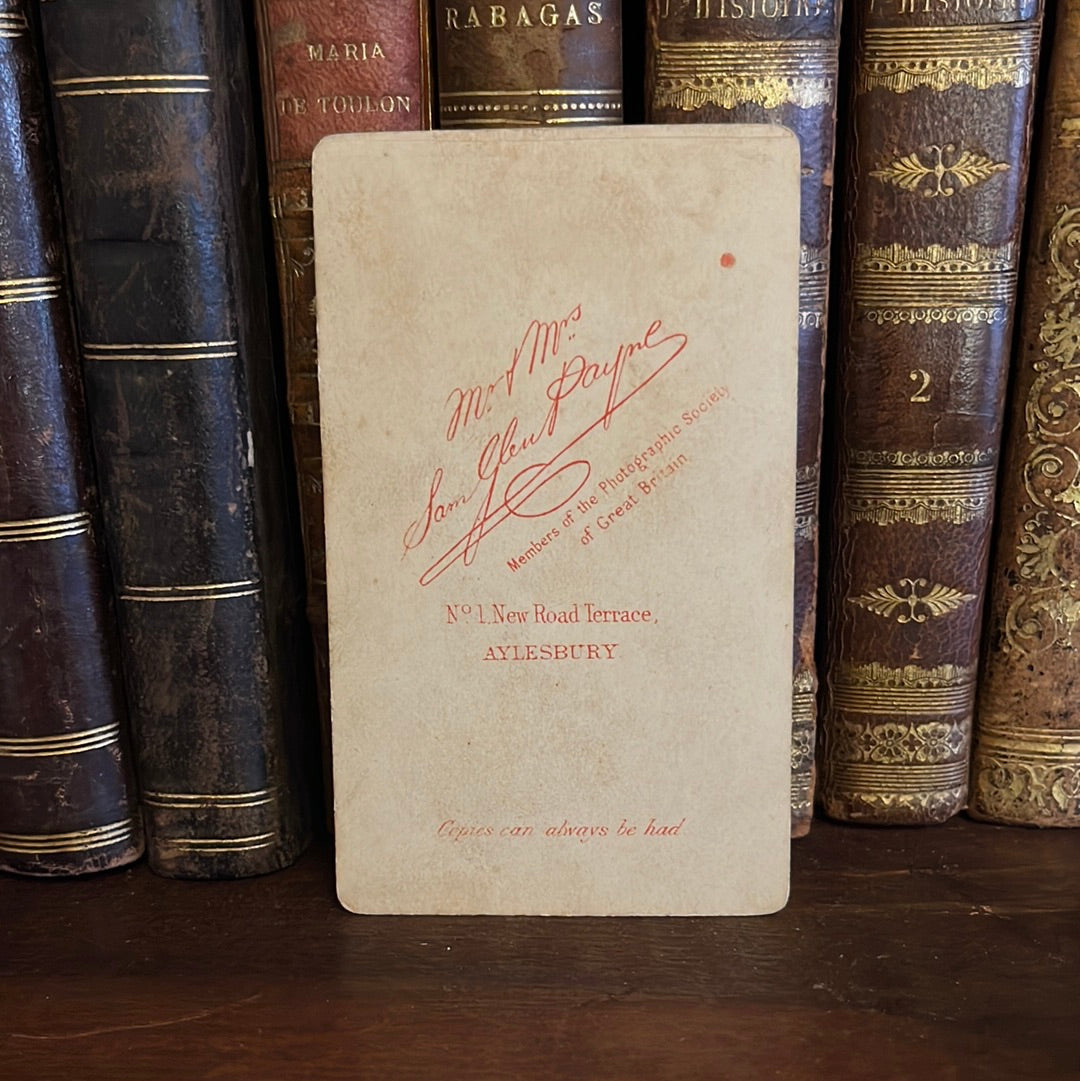 MARIA
DE TOULON
RABAGAS
2
1
Mr. & Mrs.
Sam Glen Payne
Members of the Photographic Society
of Great Britain.
No. 1, New Road Terrace,
AYLESBURY
Copies can always be had